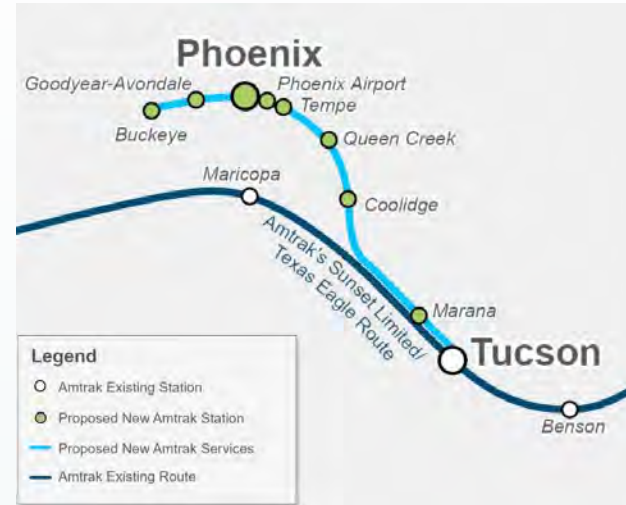 Phoenix
Goodyear-Avondale
Phoenix Airport
Tempe
Buckeye
Queen Creek
Maricopa
Coolidge
Amtrak's Sunset Limited/
Texas Eagle Route
Marana
Tucson
Benson
Legend
Amtrak Existing Station
Proposed New Amtrak Station
Proposed New Amtrak Services
Amtrak Existing Route